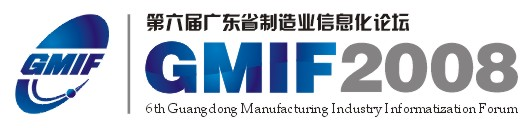 GMIF
第六届广东省制造业信息化论坛
GMIF2008
6th Guangdong Manufacturing Industry Informatization Forum